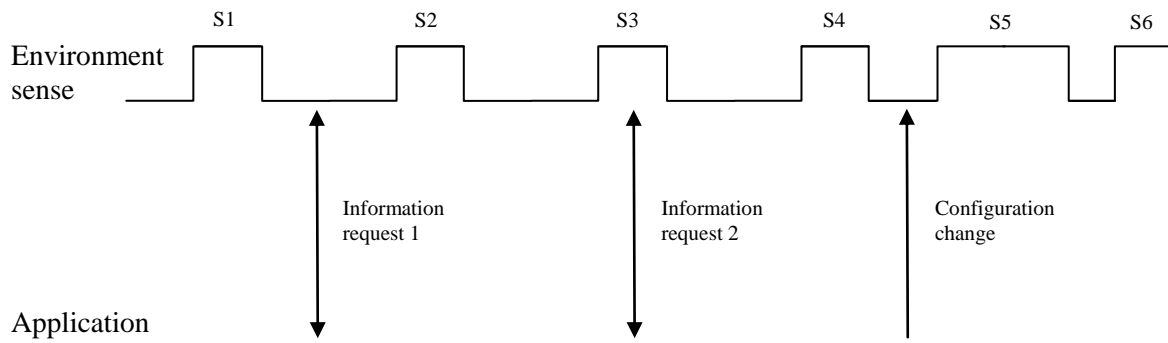 S1 S2 S3 S4 S5 S6
Environment
sense
Information
request 1
Information
request 2
Configuration
change
Application